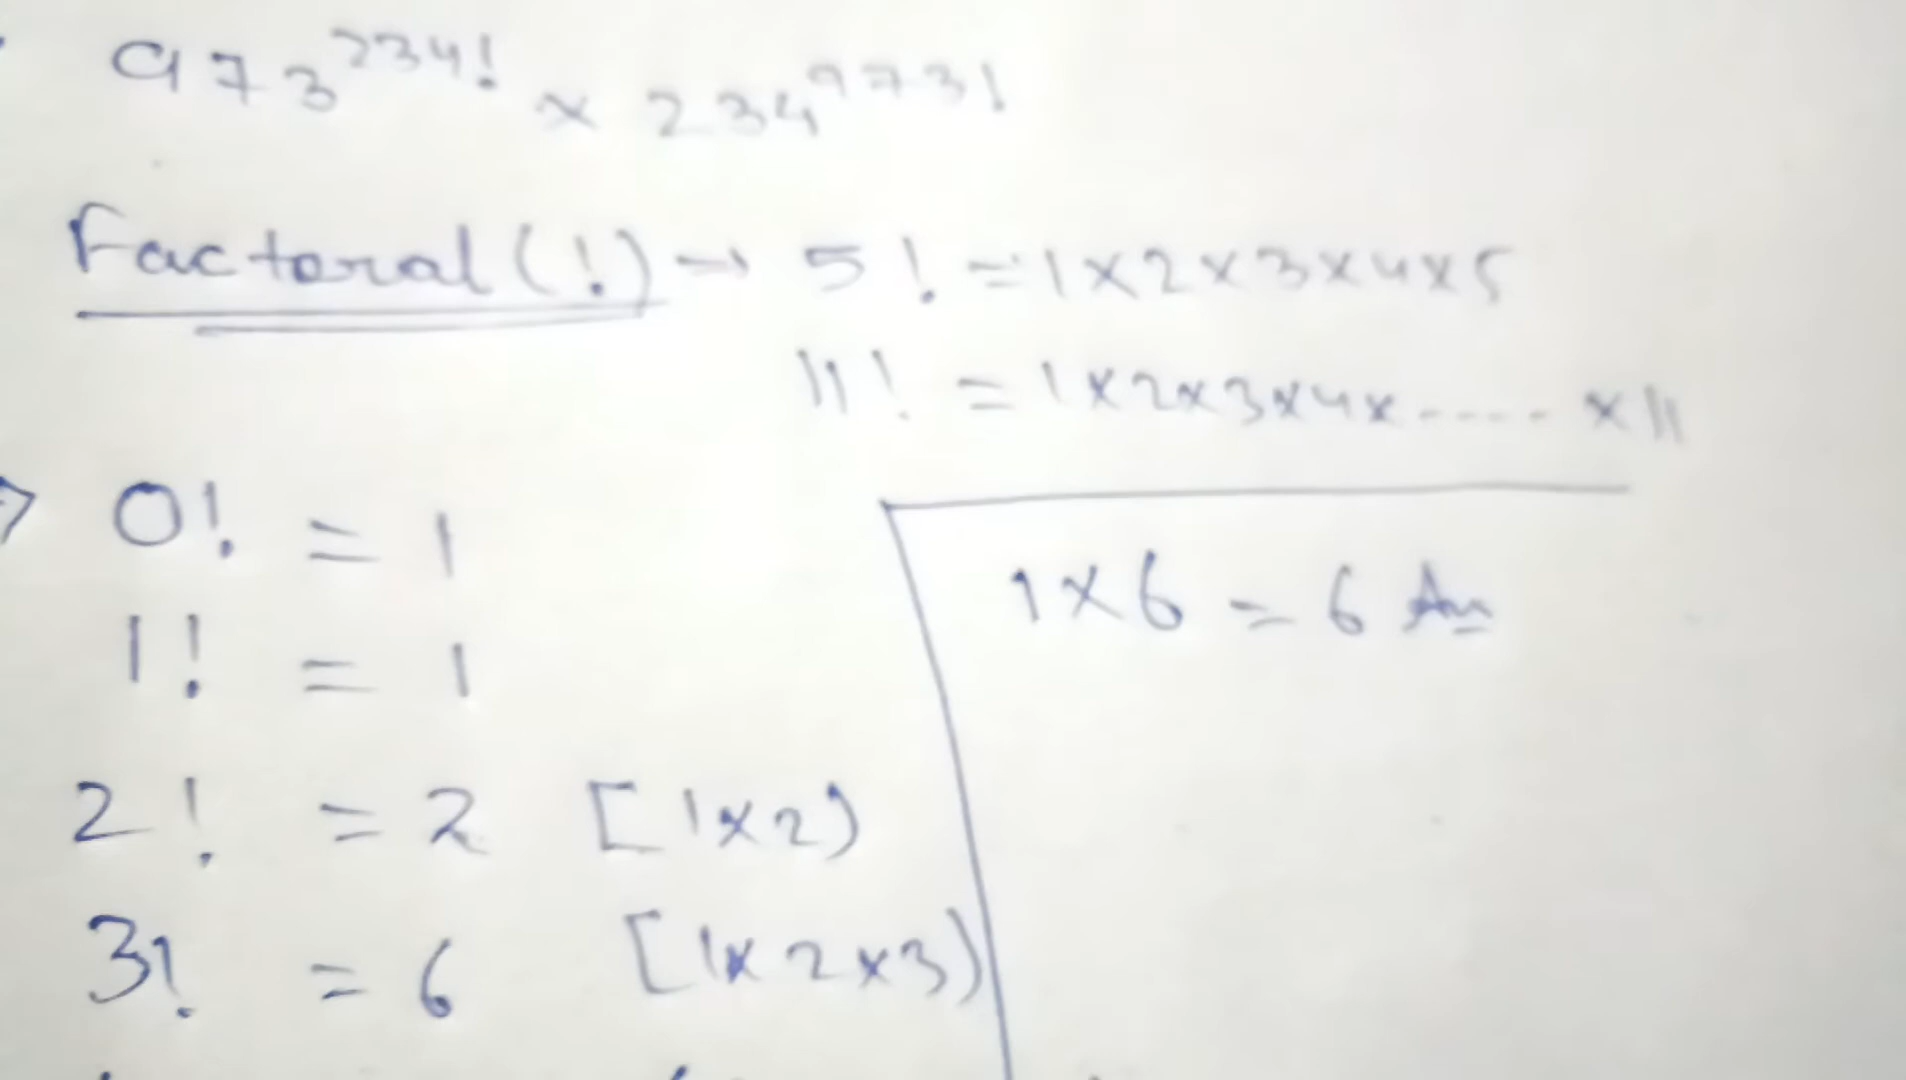 973^234! × 234^973!
Factoral (!) → 5! = 1×2×3×4×5
11! = 1×2×3×4×----- ×11
→ 0! = 1
1! = 1
2! = 2 [1×2)
3! = 6 [1×2×3)
1×6 = 6 An